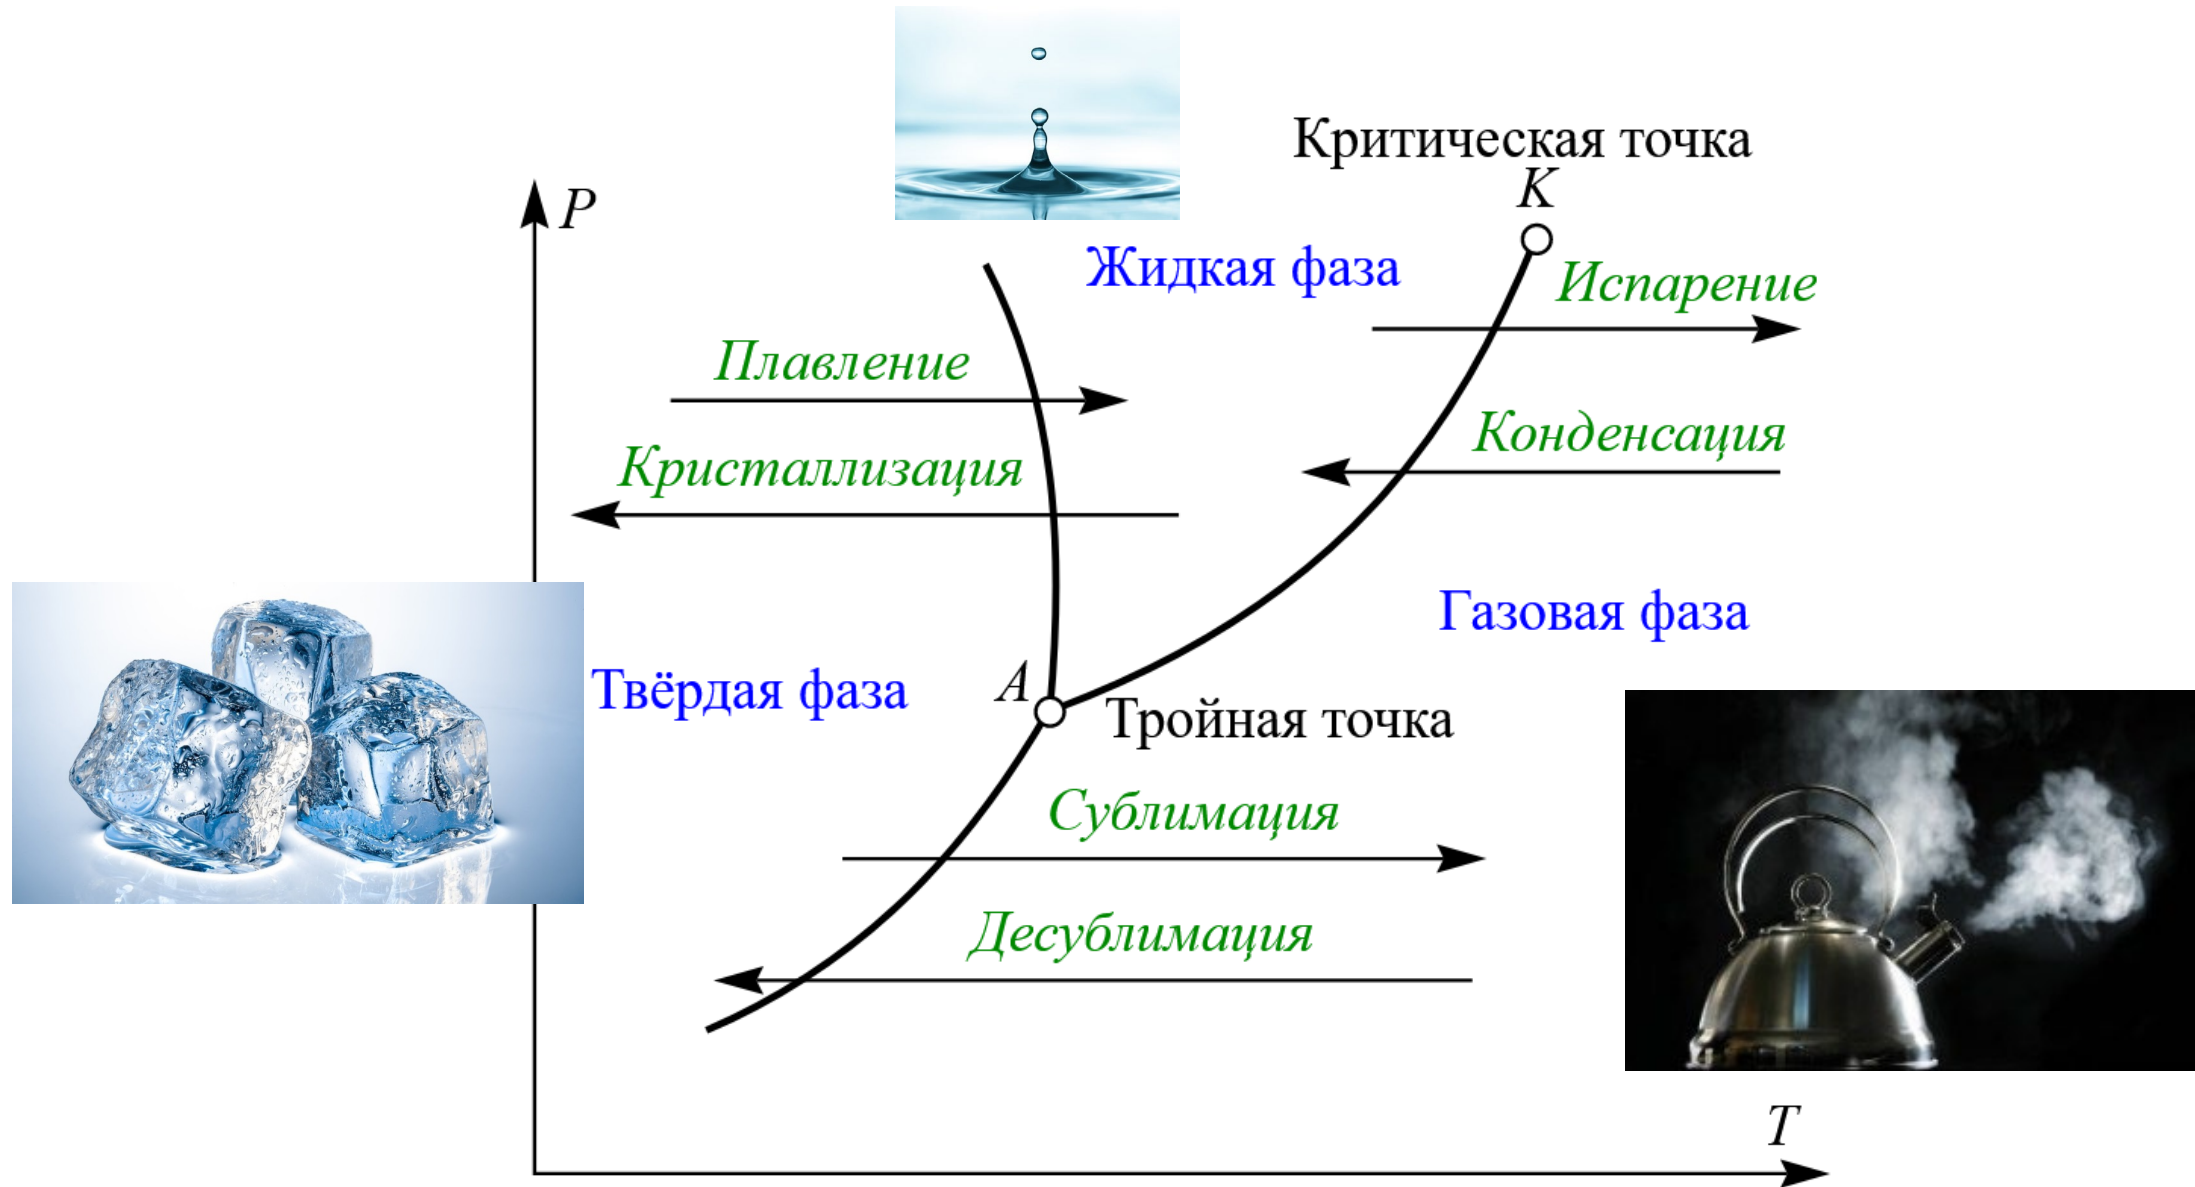 Критическая точка
K
P
Жидкая фаза
Испарение
Плавление
Конденсация
Кристаллизация
Газовая фаза
Твёрдая фаза
A
Тройная точка
Сублимация
Десублимация
T